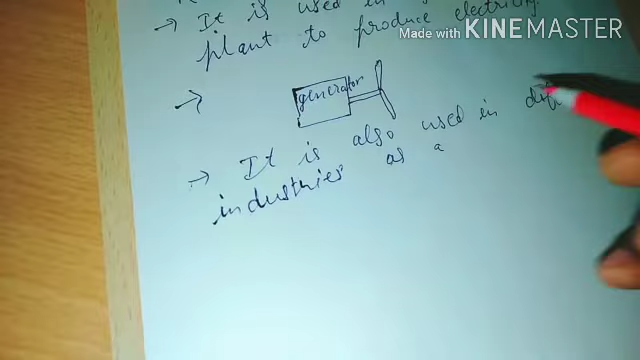 → It is used in
plant to produce electricity.
Made with KINEMASTER
→ generator
→ It is also used in
industries as a